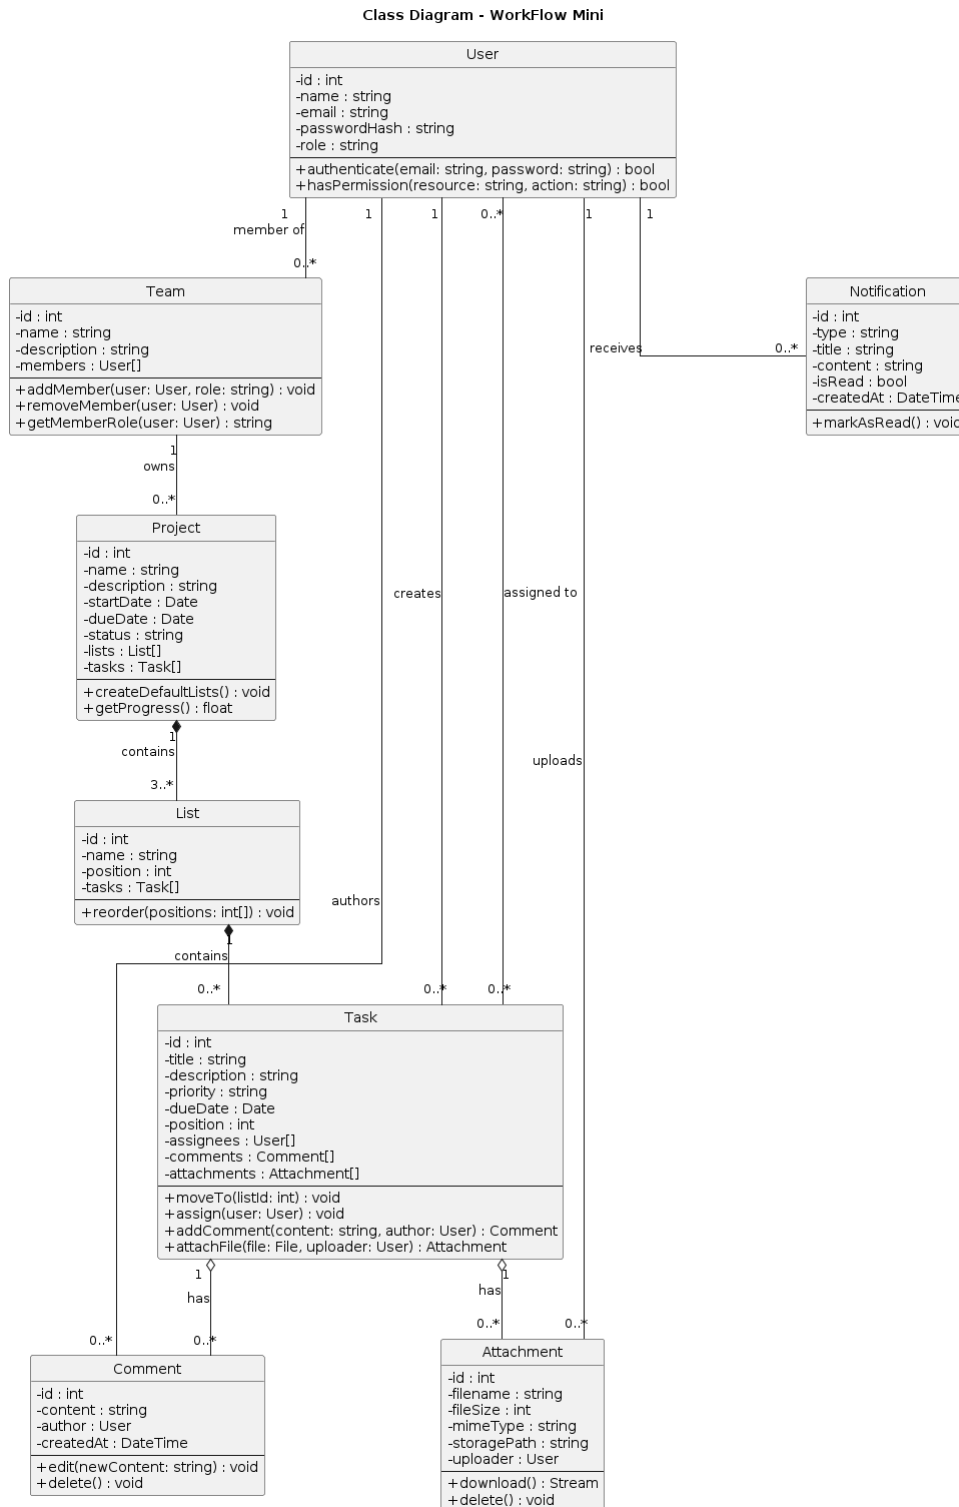 Class Diagram - WorkFlow Mini
User
-id : int
-name : string
-email : string
-passwordHash : string
-role : string
+authenticate(email: string, password: string) : bool
+hasPermission(resource: string, action: string) : bool
1
member of
0..*
1
1
0..*
1
1
Team
-id : int
-name : string
-description : string
-members : User[]
+addMember(user: User, role: string) : void
+removeMember(user: User) : void
+getMemberRole(user: User) : string
receives
0..*
Notification
-id : int
-type : string
-title : string
-content : string
-isRead : bool
-createdAt : DateTime
+markAsRead() : void
1
owns
0..*
Project
-id : int
-name : string
-description : string
-startDate : Date
-dueDate : Date
-status : string
-lists : List[]
-tasks : Task[]
+createDefaultLists() : void
+getProgress() : float
creates
assigned to
uploads
1
contains
3..*
List
-id : int
-name : string
-position : int
-tasks : Task[]
+reorder(positions: int[]) : void
authors
1
contains
0..*
0..*
0..*
Task
-id : int
-title : string
-description : string
-priority : string
-dueDate : Date
-position : int
-assignees : User[]
-comments : Comment[]
-attachments : Attachment[]
+moveTo(listId: int) : void
+assign(user: User) : void
+addComment(content: string, author: User) : Comment
+attachFile(file: File, uploader: User) : Attachment
1
has
0..*
0..*
1
has
0..*
0..*
Comment
-id : int
-content : string
-author : User
-createdAt : DateTime
+edit(newContent: string) : void
+delete() : void
Attachment
-id : int
-filename : string
-fileSize : int
-mimeType : string
-storagePath : string
-uploader : User
+download() : Stream
+delete() : void